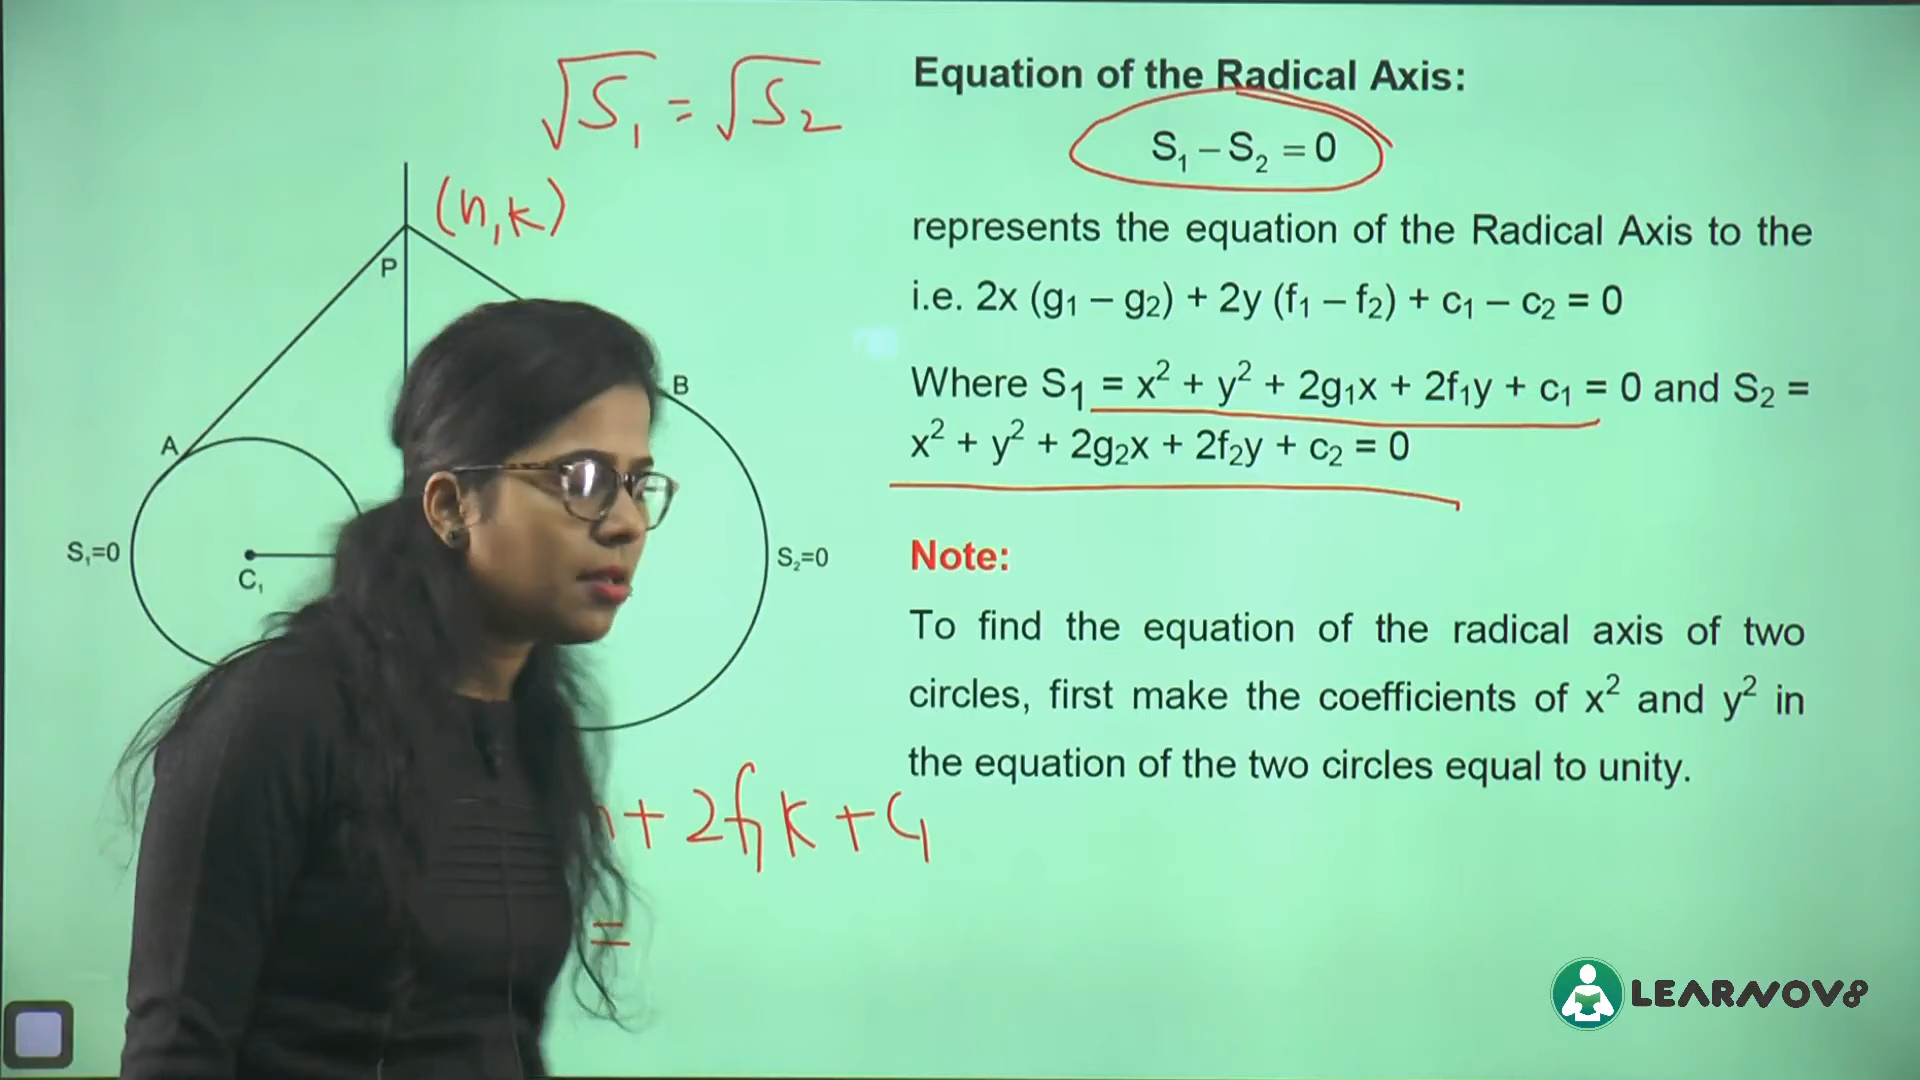 √S₁ = √S₂
(h,k)
P
A
B
S₁=0
C₁
S₂=0
+ 2f₁k + c₁
=
Equation of the Radical Axis:
S₁ – S₂ = 0
represents the equation of the Radical Axis to the
i.e. 2x (g₁ – g₂) + 2y (f₁ – f₂) + c₁ – c₂ = 0
Where S₁ = x² + y² + 2g₁x + 2f₁y + c₁ = 0 and S₂ =
x² + y² + 2g₂x + 2f₂y + c₂ = 0
Note:
To find the equation of the radical axis of two
circles, first make the coefficients of x² and y² in
the equation of the two circles equal to unity.
LEARNOV8